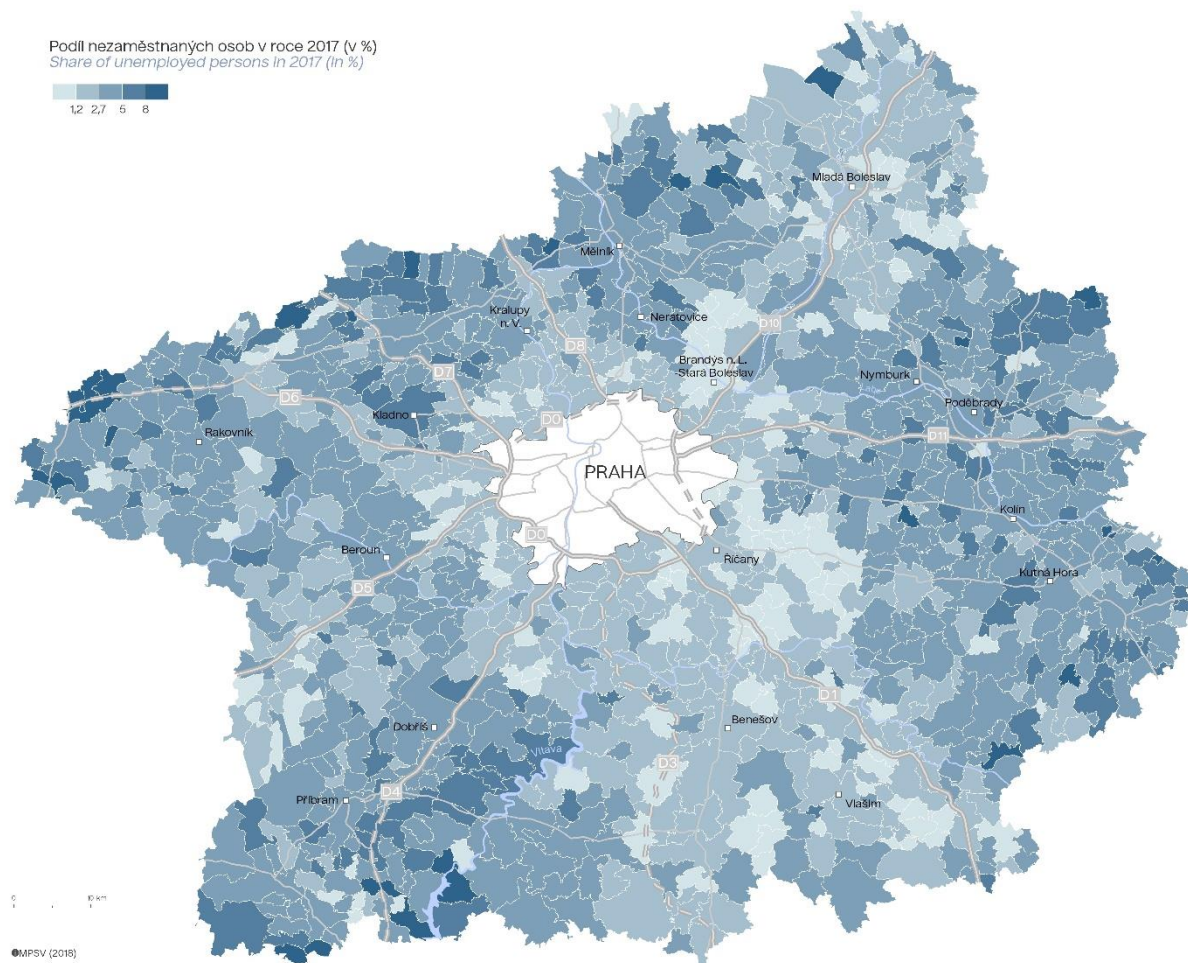 Podíl nezaměstnaných osob v roce 2017 (v %)
Share of unemployed persons in 2017 (in %)
1,2 2,7 5 8
Mladá Boleslav
Mělník
Kralupy
n. V.
Neratovice
D10
D8
Brandýs n. L.
-Stará Boleslav
D7
Nymburk
D6
Poděbrady
Kladno
D0
Rakovník
D11
PRAHA
Kolín
D0
Beroun
Říčany
Kutná Hora
D5
D1
Dobříš
Benešov
Vltava
D3
Příbram
D4
Vlašim
0 10 km
©MPSV (2018)